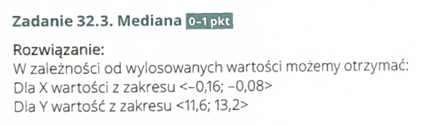 Zadanie 32.3. Mediana 0–1 pkt
Rozwiązanie:
W zależności od wylosowanych wartości możemy otrzymać:
Dla X wartości z zakresu <–0,16; –0,08>
Dla Y wartość z zakresu <11,6; 13,2>